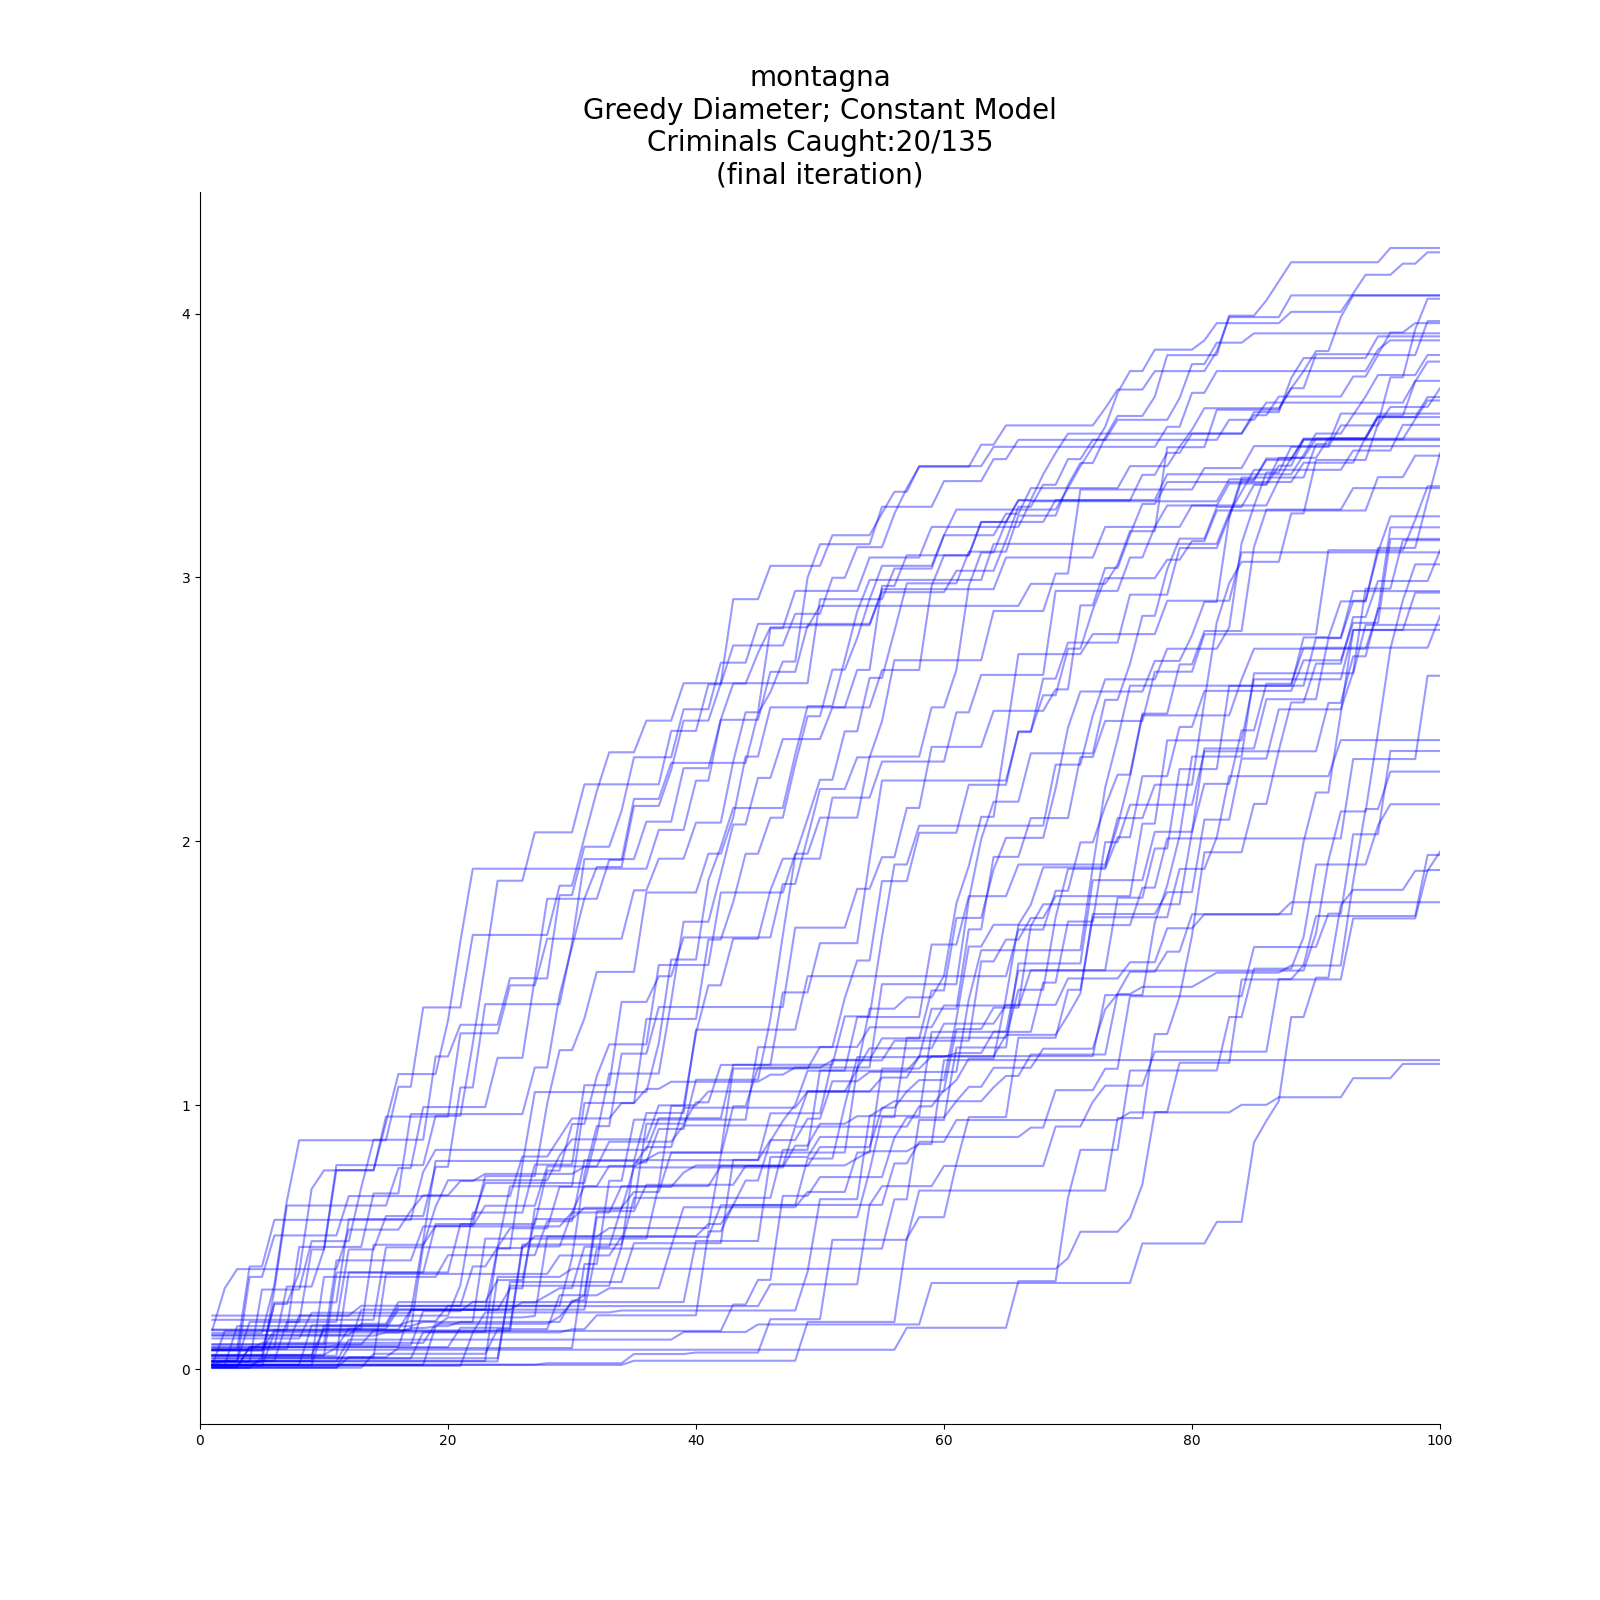 montagna
Greedy Diameter; Constant Model
Criminals Caught:20/135
(final iteration)
4
3
2
1
0
0 20 40 60 80 100